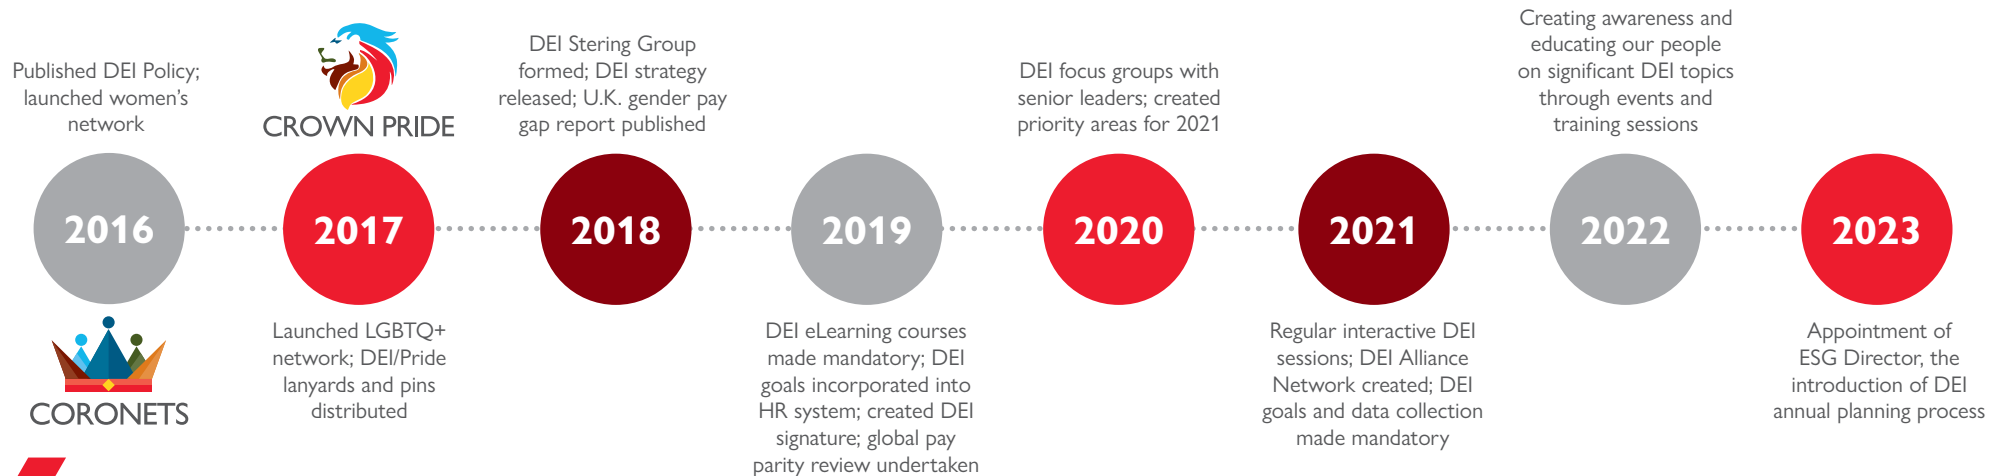 Published DEI Policy;
launched women's
network
2016
CORONETS
CROWN PRIDE
2017
Launched LGBTQ+
network; DEI/Pride
lanyards and pins
distributed
DEI Stering Group
formed; DEI strategy
released; U.K. gender pay
gap report published
2018
2019
DEI eLearning courses
made mandatory; DEI
goals incorporated into
HR system; created DEI
signature; global pay
parity review undertaken
DEI focus groups with
senior leaders; created
priority areas for 2021
2020
2021
Regular interactive DEI
sessions; DEI Alliance
Network created; DEI
goals and data collection
made mandatory
Creating awareness and
educating our people
on significant DEI topics
through events and
training sessions
2022
2023
Appointment of
ESG Director, the
introduction of DEI
annual planning process